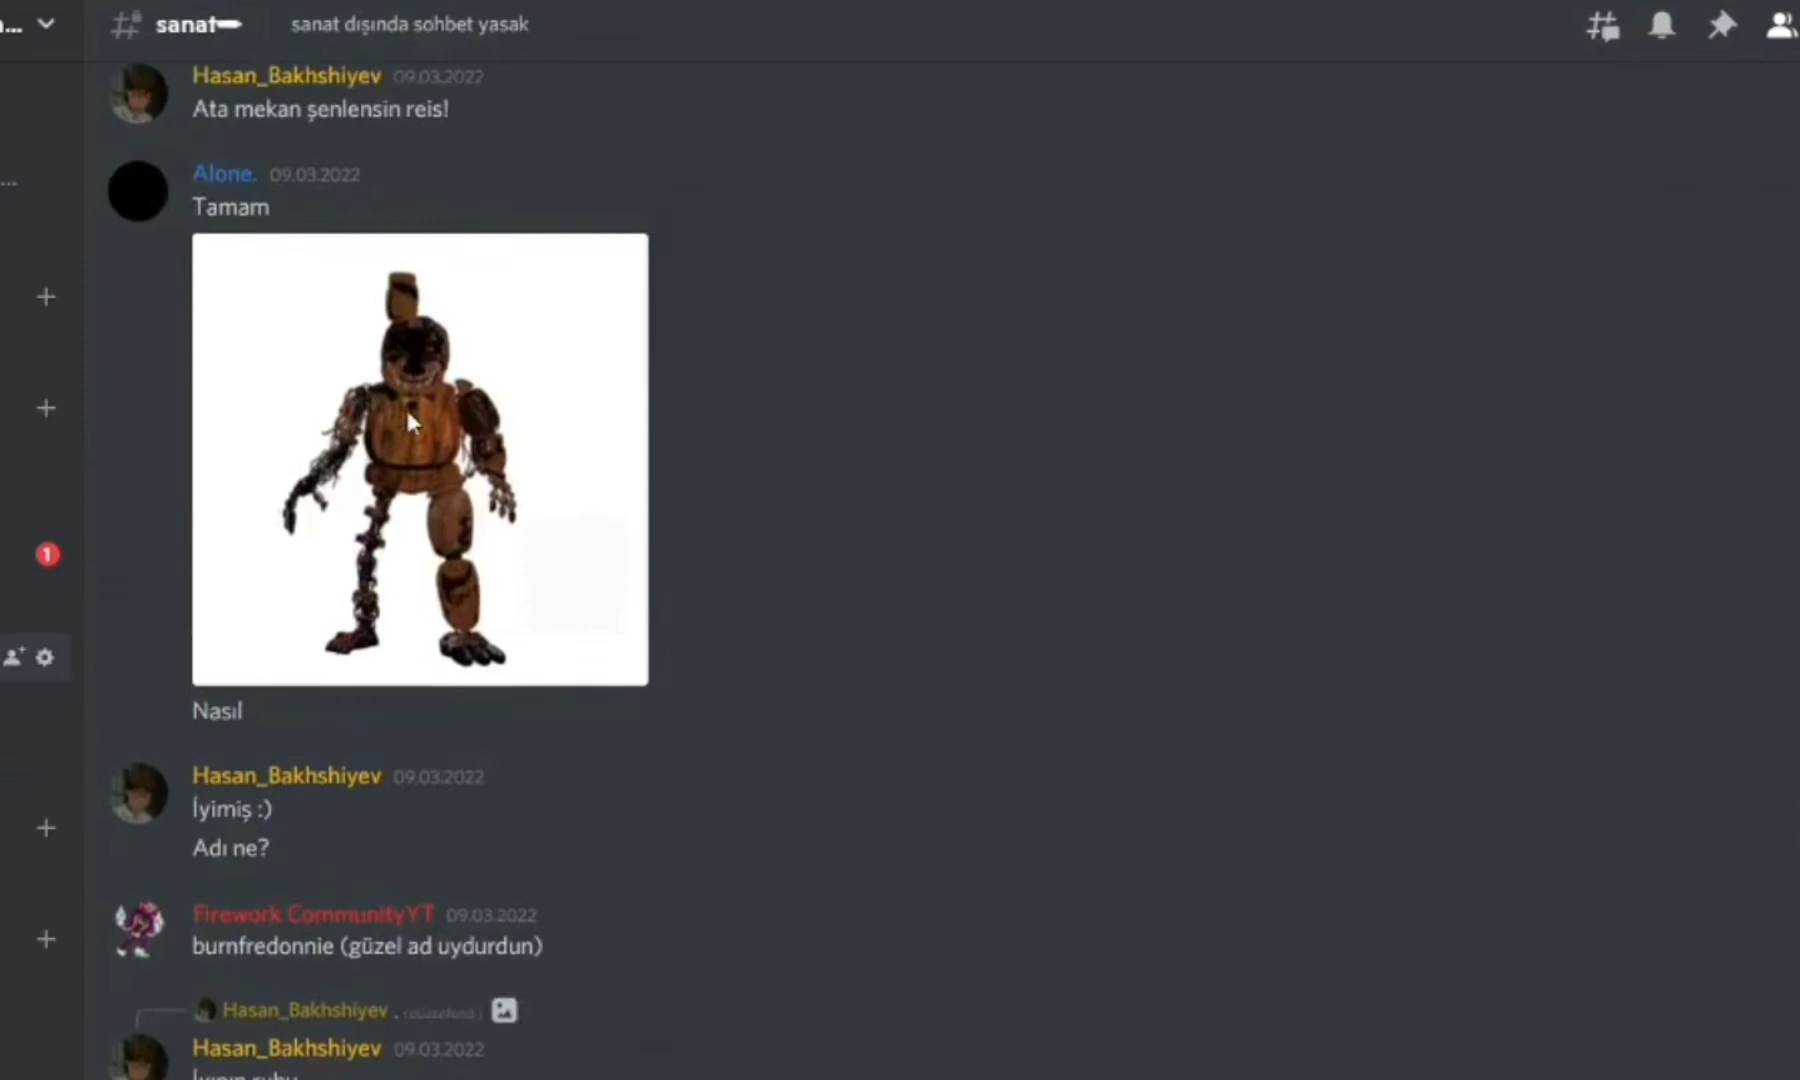 sanat
sanat dışında sohbet yasak
Hasan_Bakhshiyev 09.03.2022
Ata mekan şenlensin reis!
Alone. 09.03.2022
Tamam
Nasıl
1
Hasan_Bakhshiyev 09.03.2022
İyimiş :)
Adı ne?
Firework CommunityYT 09.03.2022
burnfredonnie (güzel ad uydurdun)
Hasan_Bakhshiyev .
Hasan_Bakhshiyev 09.03.2022